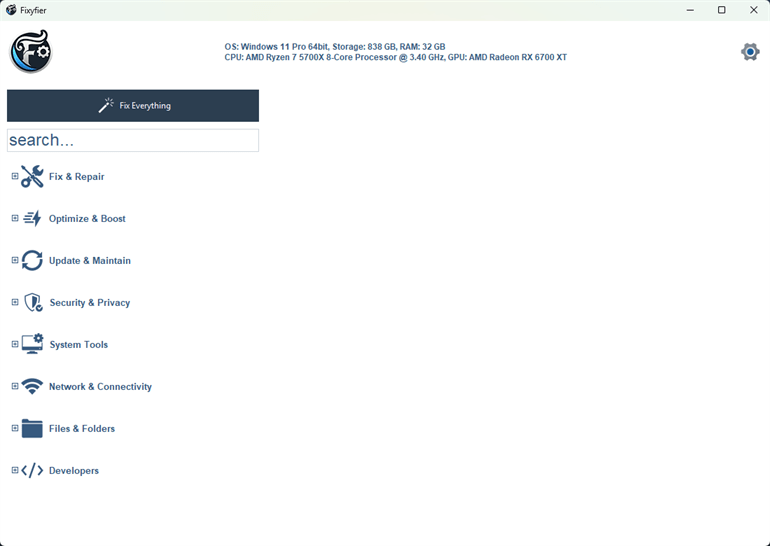 Fixyfier
OS: Windows 11 Pro 64bit, Storage: 838 GB, RAM: 32 GB
CPU: AMD Ryzen 7 5700X 8-Core Processor @ 3.40 GHz, GPU: AMD Radeon RX 6700 XT
Fix Everything
search...
Fix & Repair
Optimize & Boost
Update & Maintain
Security & Privacy
System Tools
Network & Connectivity
Files & Folders
Developers